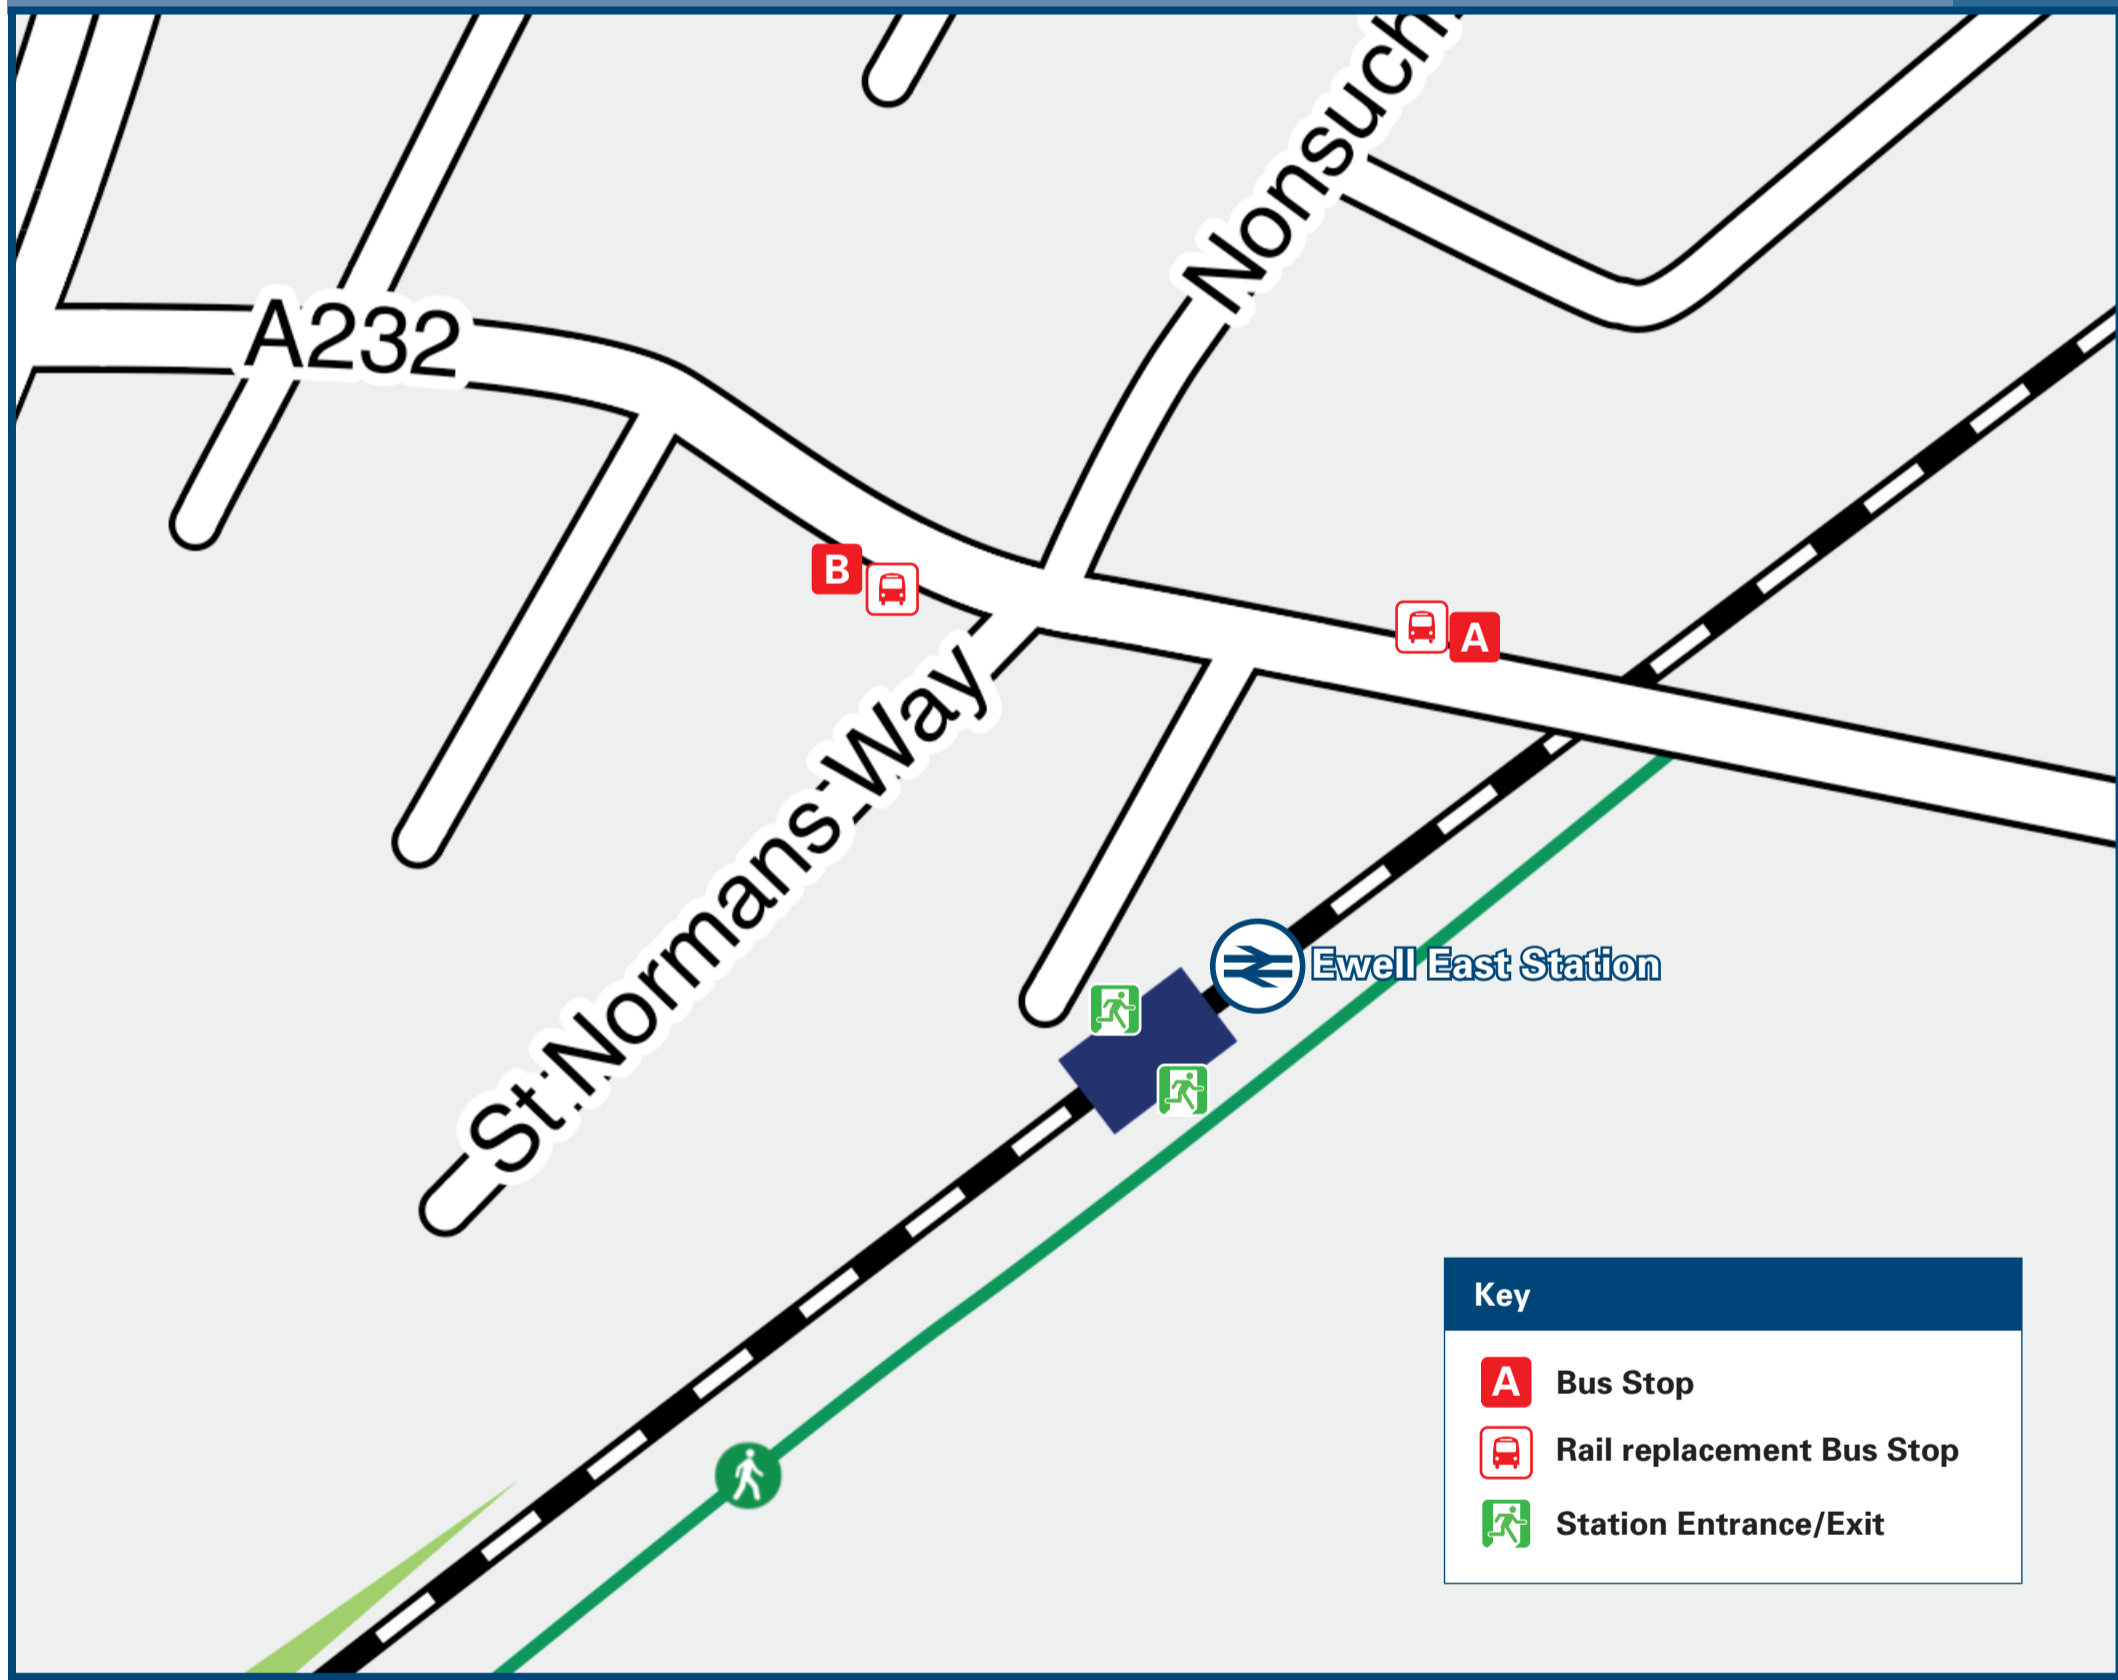 Nonsuch
A232
B
A
St Normans Way
Ewell East Station
Key
A Bus Stop
Rail replacement Bus Stop
Station Entrance/Exit